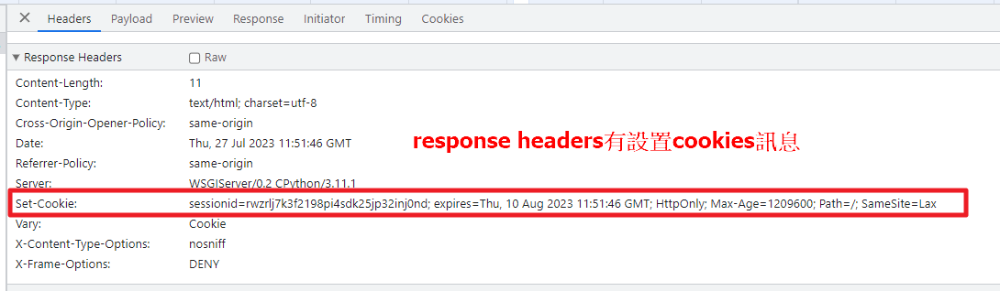 Headers Payload Preview Response Initiator Timing Cookies
Response Headers Raw
Content-Length: 11
Content-Type: text/html; charset=utf-8
Cross-Origin-Opener-Policy: same-origin
Date: Thu, 27 Jul 2023 11:51:46 GMT
response headers有設置cookies訊息
Referrer-Policy: same-origin
Server: WSGIServer/0.2 CPython/3.11.1
Set-Cookie: sessionid=rwzrlj7k3f2198pi4sdk25jp32inj0nd; expires=Thu, 10 Aug 2023 11:51:46 GMT; HttpOnly; Max-Age=1209600; Path=/; SameSite=Lax
Vary: Cookie
X-Content-Type-Options: nosniff
X-Frame-Options: DENY